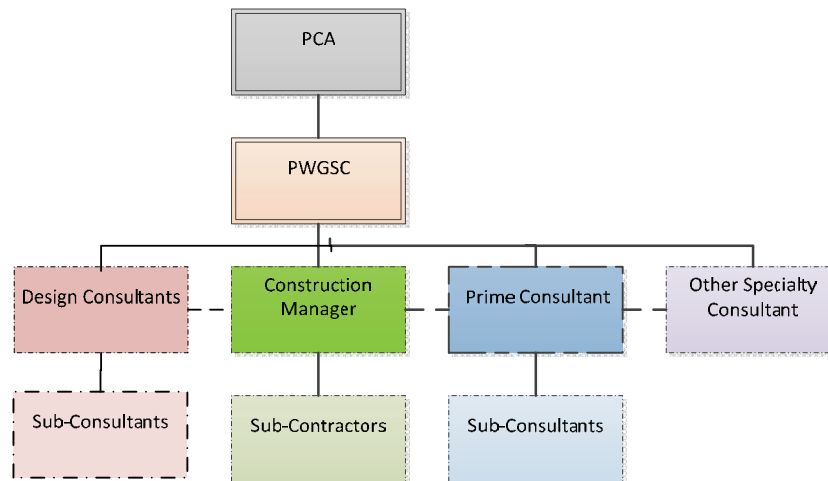 PCA
PWGSC
Design Consultants
Construction
Manager
Prime Consultant
Other Specialty
Consultant
Sub-Consultants
Sub-Contractors
Sub-Consultants